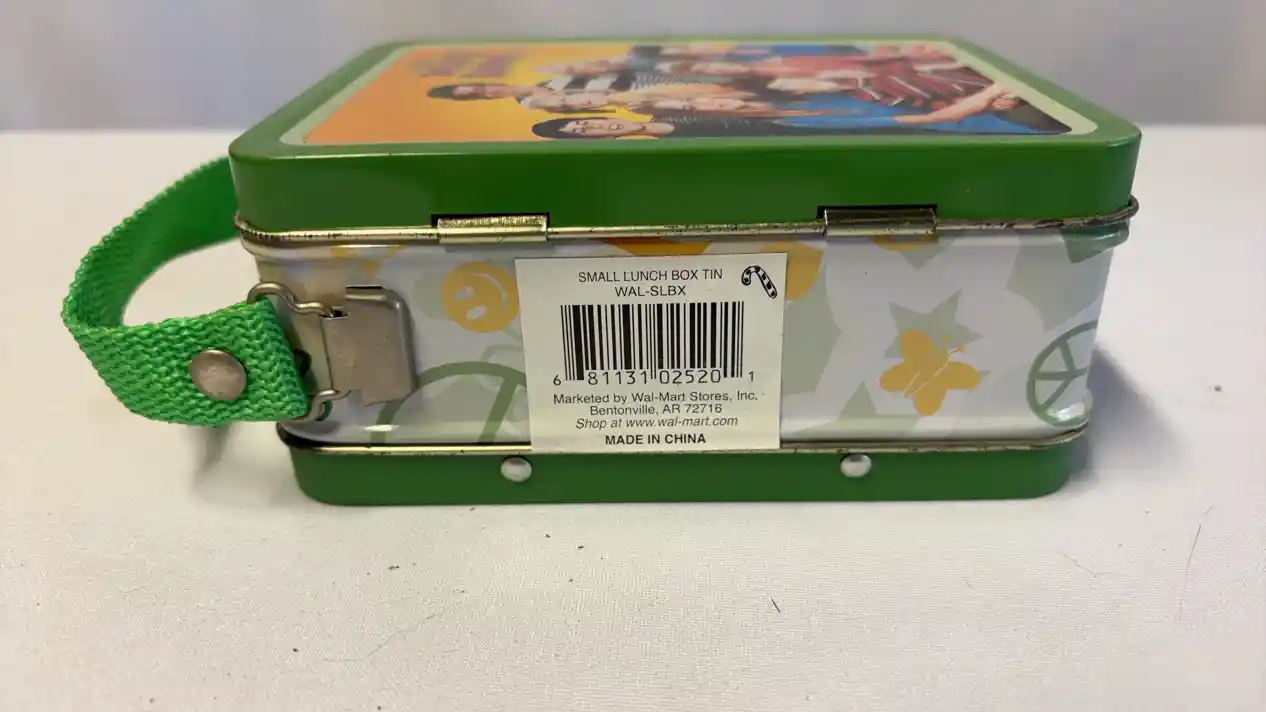 SMALL LUNCH BOX TIN
WAL-SLBX
6 81131 02520 1
Marketed by Wal-Mart Stores, Inc.
Bentonville, AR 72716
Shop at www.wal-mart.com
MADE IN CHINA